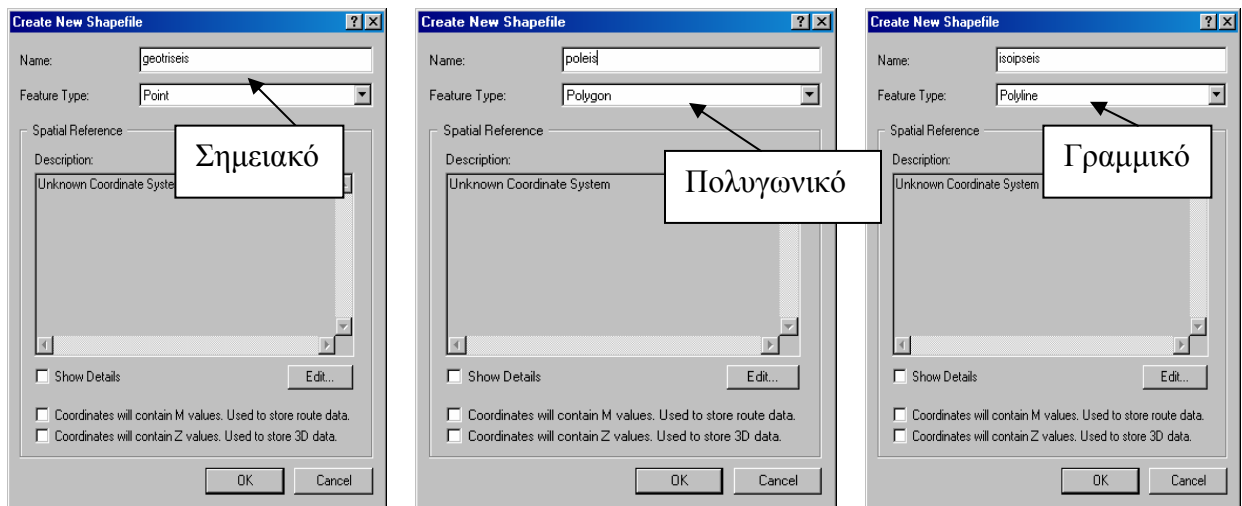 Create New Shapefile
Name: geotriseis
Feature Type: Point
Spatial Reference
Σημειακό
Description:
Unknown Coordinate Syste
Show Details
Edit...
Coordinates will contain M values. Used to store route data.
Coordinates will contain Z values. Used to store 3D data.
OK
Cancel
Create New Shapefile
Name: poleis
Feature Type: Polygon
Spatial Reference
Description:
Πολυγωνικό
Unknown Coordinate System
Show Details
Edit...
Coordinates will contain M values. Used to store route data.
Coordinates will contain Z values. Used to store 3D data.
OK
Cancel
Create New Shapefile
Name: isoipseis
Feature Type: Polyline
Spatial Reference
Γραμμικό
Description:
Unknown Coordinate System
Show Details
Edit...
Coordinates will contain M values. Used to store route data.
Coordinates will contain Z values. Used to store 3D data.
OK
Cancel